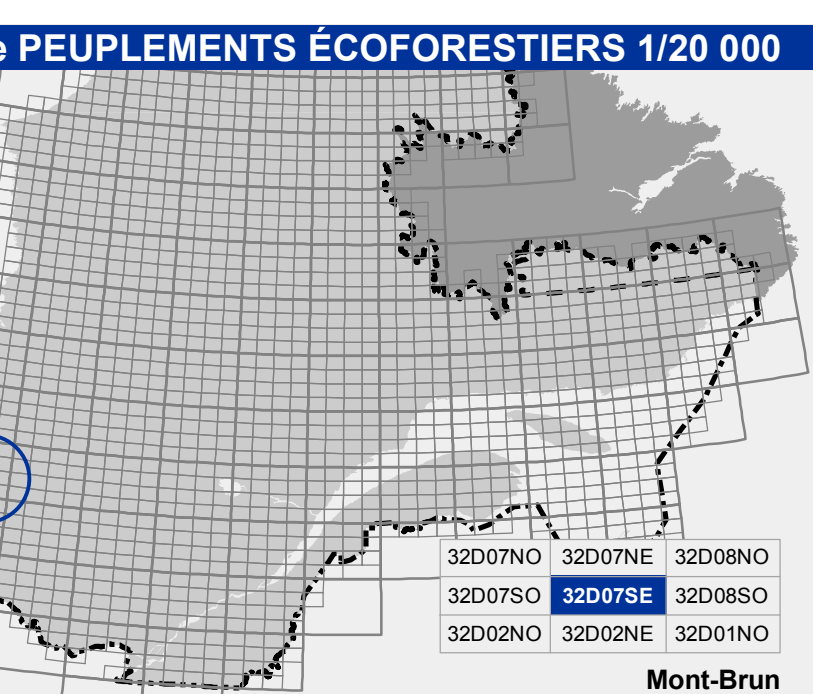 e PEUPLEMENTS ÉCOFORESTIERS 1/20 000
32D07NO 32D07NE 32D08NO
32D07SO 32D07SE 32D08SO
32D02NO 32D02NE 32D01NO
Mont-Brun